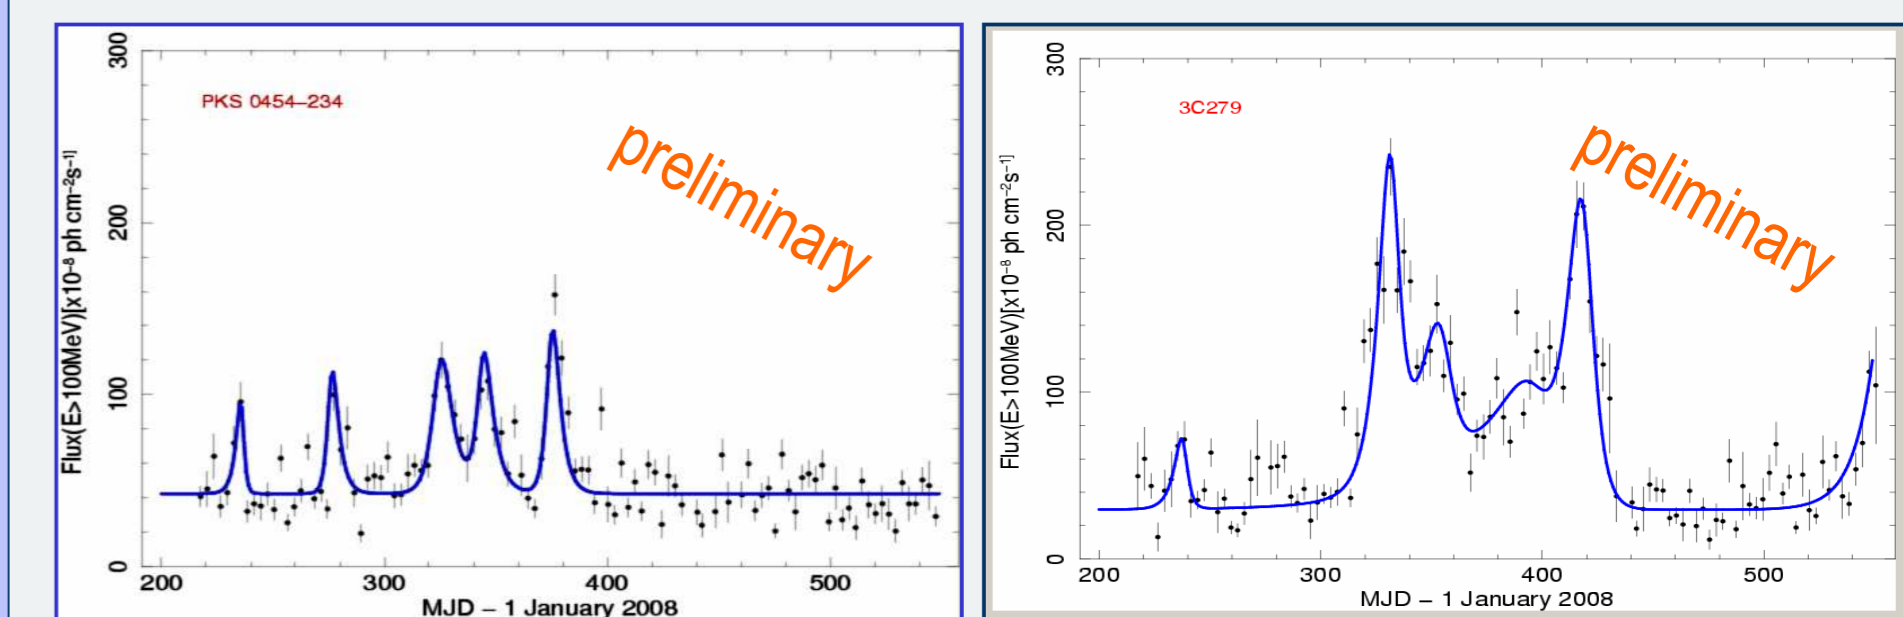 300
200
100
0
Flux(E>100MeV)[x10⁻⁸ ph cm⁻²s⁻¹]
PKS 0454–234
preliminary
200 300 400 500
MJD – 1 January 2008
300
200
100
0
Flux(E>100MeV)[x10⁻⁸ ph cm⁻²s⁻¹]
3C279
preliminary
200 300 400 500
MJD – 1 January 2008